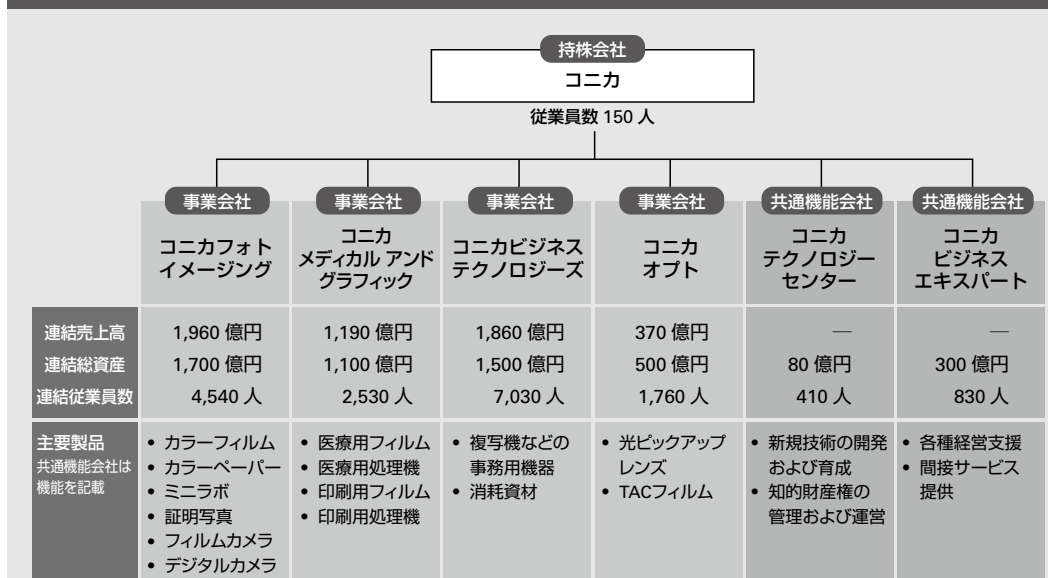 持株会社
コニカ
従業員数 150 人
事業会社
事業会社
事業会社
事業会社
共通機能会社
共通機能会社
コニカフォト
イメージング
コニカ
メディカル アンド
グラフィック
コニカビジネス
テクノロジーズ
コニカ
オプト
コニカ
テクノロジー
センター
コニカ
ビジネス
エキスパート
連結売上高 1,960 億円 1,190 億円 1,860 億円 370 億円 — —
連結総資産 1,700 億円 1,100 億円 1,500 億円 500 億円 80 億円 300 億円
連結従業員数 4,540 人 2,530 人 7,030 人 1,760 人 410 人 830 人
主要製品
共通機能会社は
機能を記載
• カラーフィルム
• カラーペーパー
• ミニラボ
• 証明写真
• フィルムカメラ
• デジタルカメラ
• 医療用フィルム
• 医療用処理機
• 印刷用フィルム
• 印刷用処理機
• 複写機などの
事務用機器
• 消耗資材
• 光ピックアップ
レンズ
• TACフィルム
• 新規技術の開発
および育成
• 知的財産権の
管理および運営
• 各種経営支援
• 間接サービス
提供